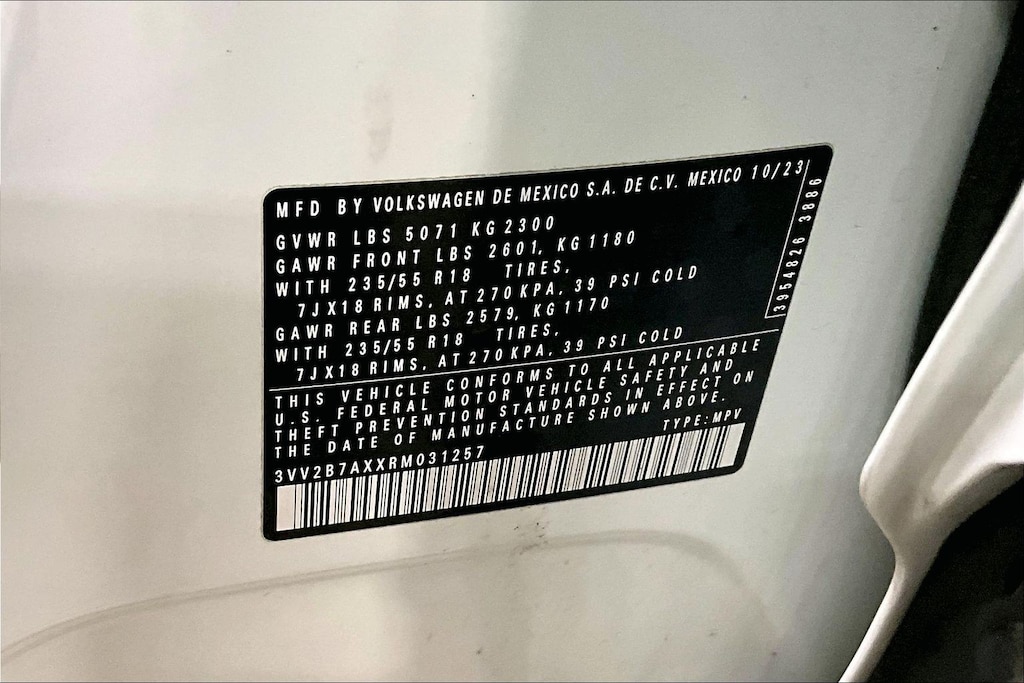 MFD BY VOLKSWAGEN DE MEXICO S.A. DE C.V. MEXICO 10/23
GVWR LBS 5071 KG 2300
GAWR FRONT LBS 2601, KG 1180
WITH 235/55 R18 TIRES,
7JX18 RIMS, AT 270 KPA, 39 PSI COLD
GAWR REAR LBS 2579, KG 1170
WITH 235/55 R18 TIRES,
7JX18 RIMS, AT 270 KPA, 39 PSI COLD
3954826 3886
THIS VEHICLE CONFORMS TO ALL APPLICABLE
U.S. FEDERAL MOTOR VEHICLE SAFETY AND
THEFT PREVENTION STANDARDS IN EFFECT ON
THE DATE OF MANUFACTURE SHOWN ABOVE.
3VV2B7AXXRM031257 TYPE:MPV